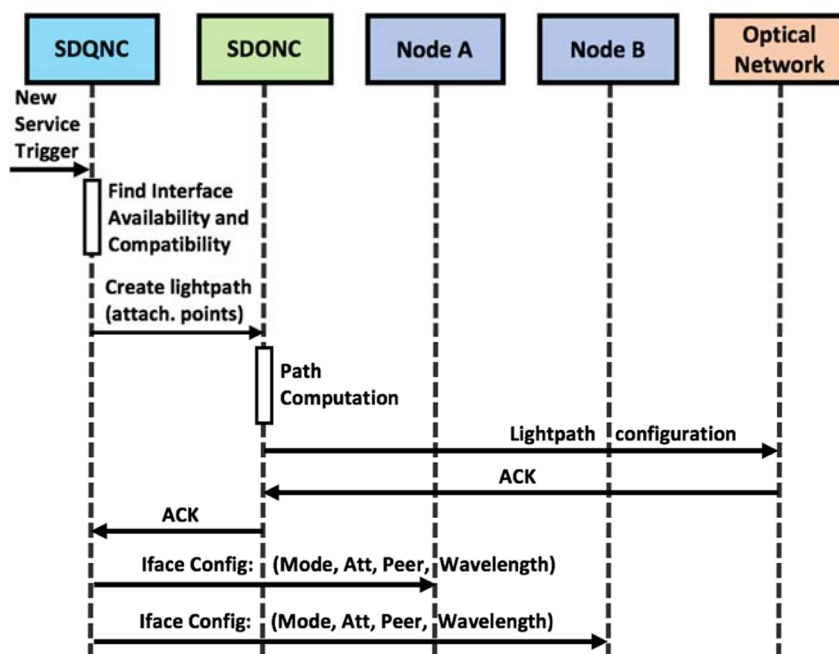 SDQNC
SDONC
Node A
Node B
Optical
Network
New
Service
Trigger
Find Interface
Availability and
Compatibility
Create lightpath
(attach. points)
Path
Computation
Lightpath configuration
ACK
ACK
Iface Config: (Mode, Att, Peer, Wavelength)
Iface Config: (Mode, Att, Peer, Wavelength)